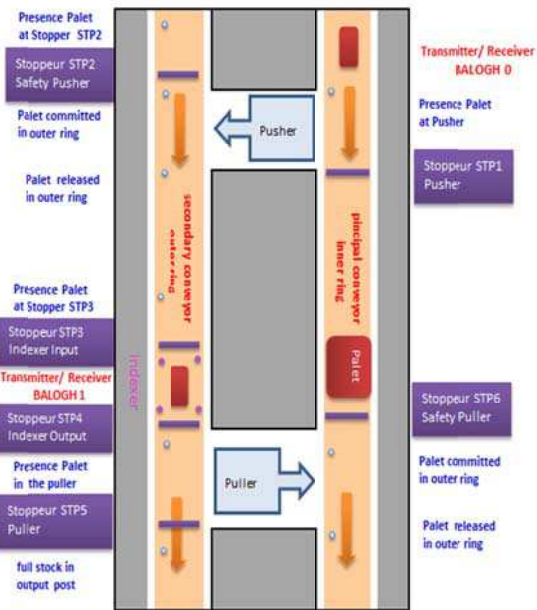 Presence Palet
at Stopper STP2
Stoppeur STP2
Safety Pusher
Palet committed
in outer ring
Palet released
in outer ring
Presence Palet
at Stopper STP3
Stoppeur STP3
Indexer Input
Transmitter/ Receiver
BALOGH 1
Stoppeur STP4
Indexer Output
Presence Palet
in the puller
Stoppeur STP5
Puller
full stock in
output post
indexer
secondary conveyor
outer ring
Pusher
Puller
pincipal conveyor
inner ring
Palet
Transmitter/ Receiver
BALOGH 0
Presence Palet
at Pusher
Stoppeur STP1
Pusher
Stoppeur STP6
Safety Puller
Palet committed
in outer ring
Palet released
in outer ring